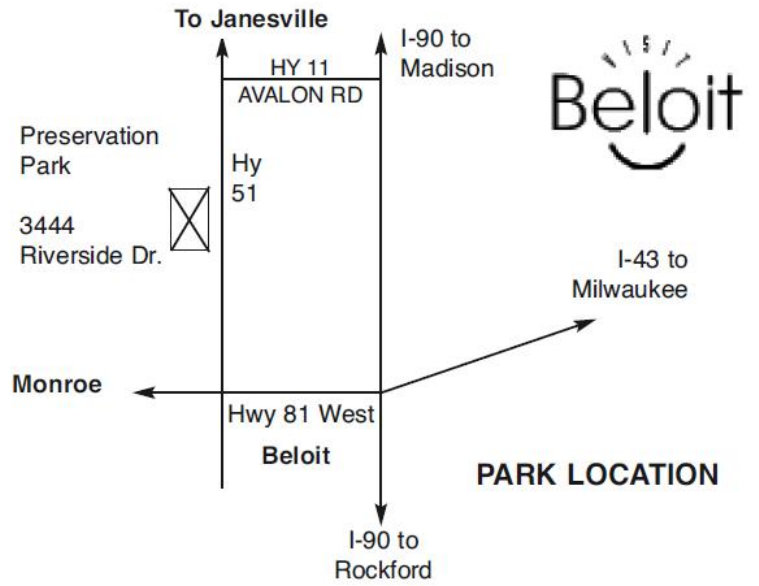 To Janesville
I-90 to
Madison
HY 11
AVALON RD
VISIT
Beloit
Preservation
Park
Hy
51
3444
Riverside Dr.
I-43 to
Milwaukee
Monroe
Hwy 81 West
Beloit
PARK LOCATION
I-90 to
Rockford